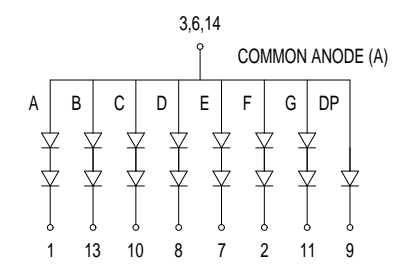 3,6,14
COMMON ANODE (A)
A B C D E F G DP
1 13 10 8 7 2 11 9